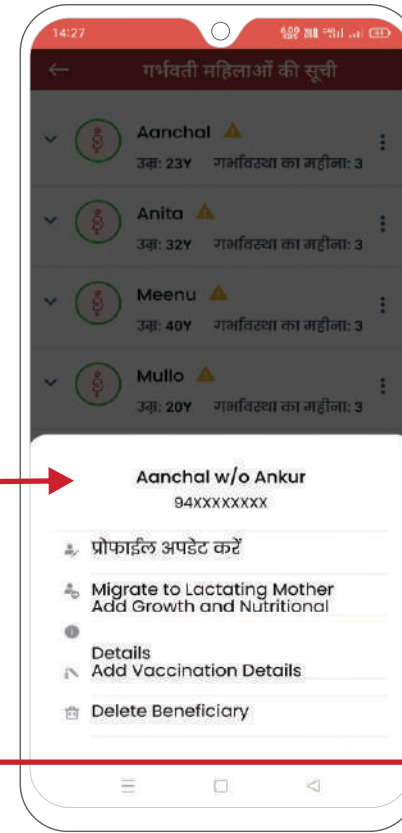 14:27
गर्भवती महिलाओं की सूची
Aanchal
उम्र: 23Y गर्भावस्था का महीना: 3
Anita
उम्र: 32Y गर्भावस्था का महीना: 3
Meenu
उम्र: 40Y गर्भावस्था का महीना: 3
Mullo
उम्र: 20Y गर्भावस्था का महीना: 3
Aanchal w/o Ankur
94XXXXXXXX
प्रोफाईल अपडेट करें
Migrate to Lactating Mother
Add Growth and Nutritional
Details
Add Vaccination Details
Delete Beneficiary